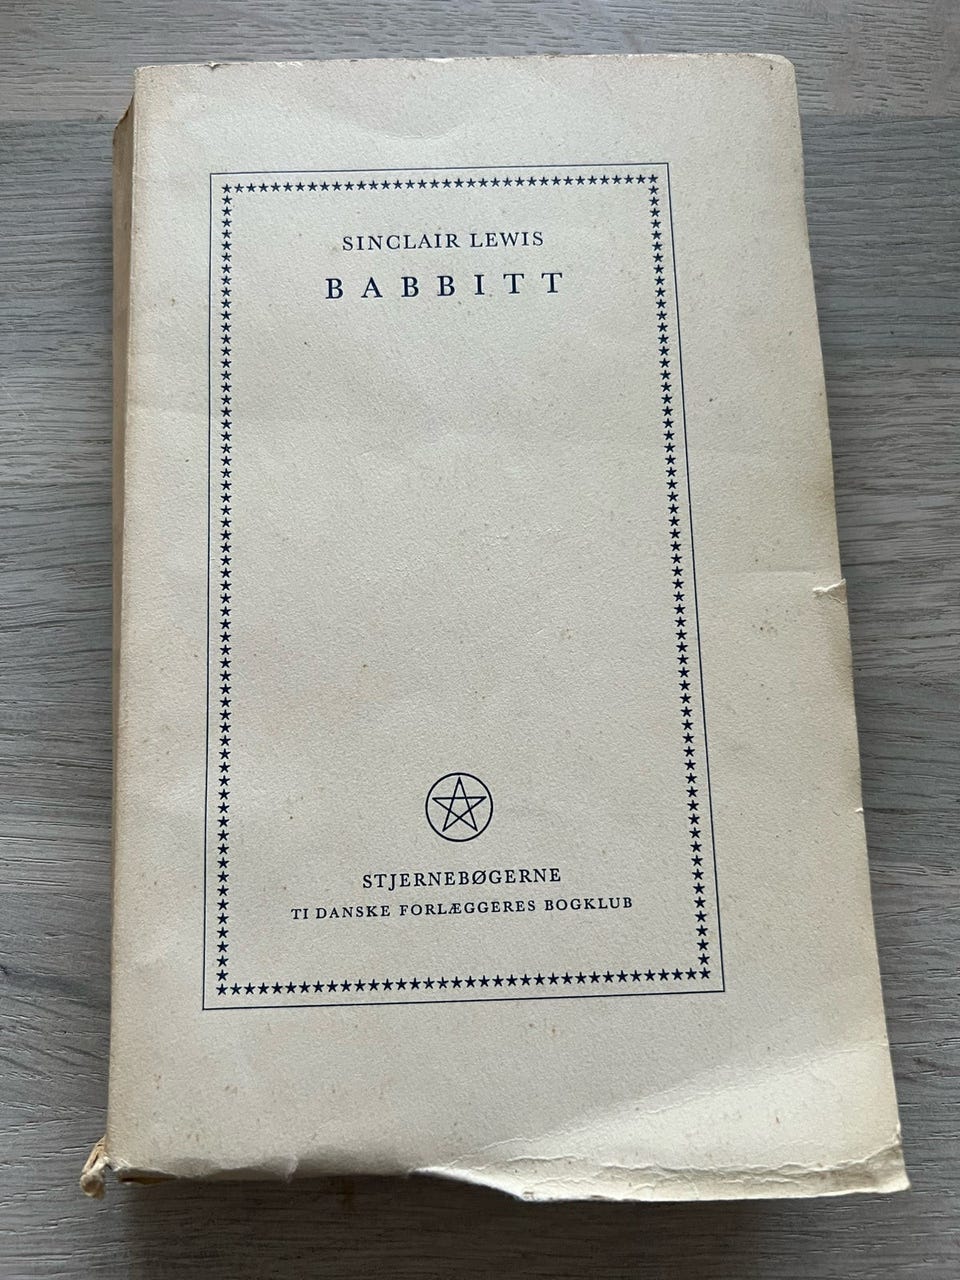 SINCLAIR LEWIS
BABBITT
STJERNEBØGERNE
TI DANSKE FORLÆGGERES BOGKLUB